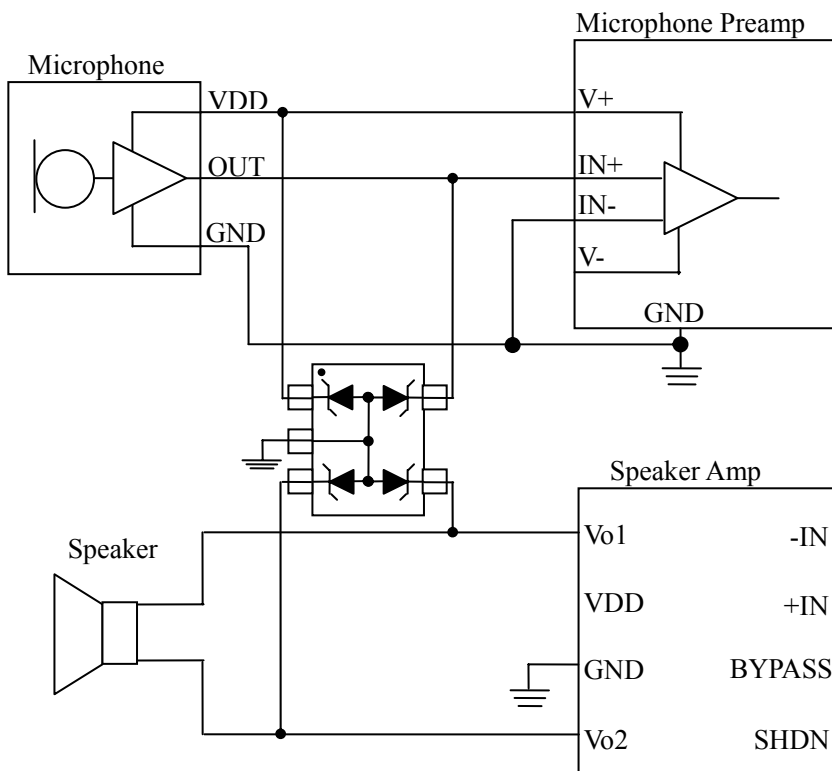 Microphone Preamp
Microphone
VDD
V+
OUT
IN+
IN-
GND
V-
GND
Speaker Amp
Speaker
Vo1
-IN
VDD
+IN
GND
BYPASS
Vo2
SHDN